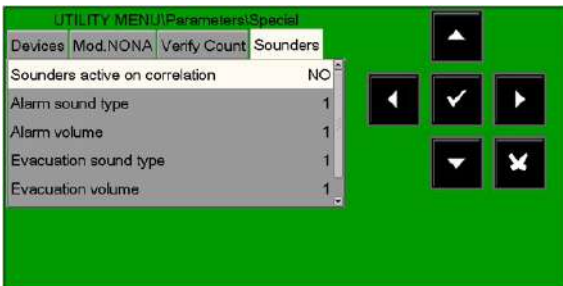 UTILITY MENU\Parameters\Special
Devices Mod.NONA Verify Count Sounders
Sounders active on correlation NO
Alarm sound type 1
Alarm volume 1
Evacuation sound type 1
Evacuation volume 1